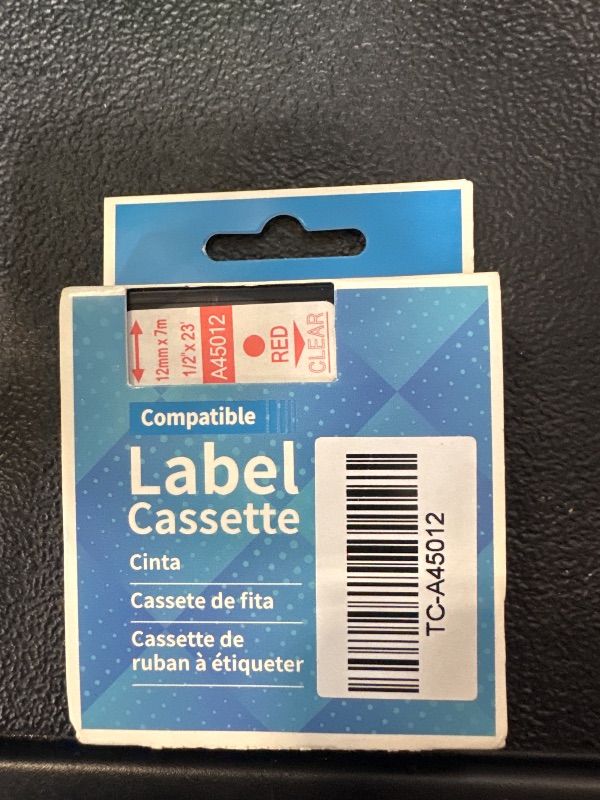 12mm x 7m
1/2" x 23'
A45012
RED
CLEAR
Compatible
Label
Cassette
Cinta
Cassete de fita
Cassette de
ruban à étiqueter
TC-A45012